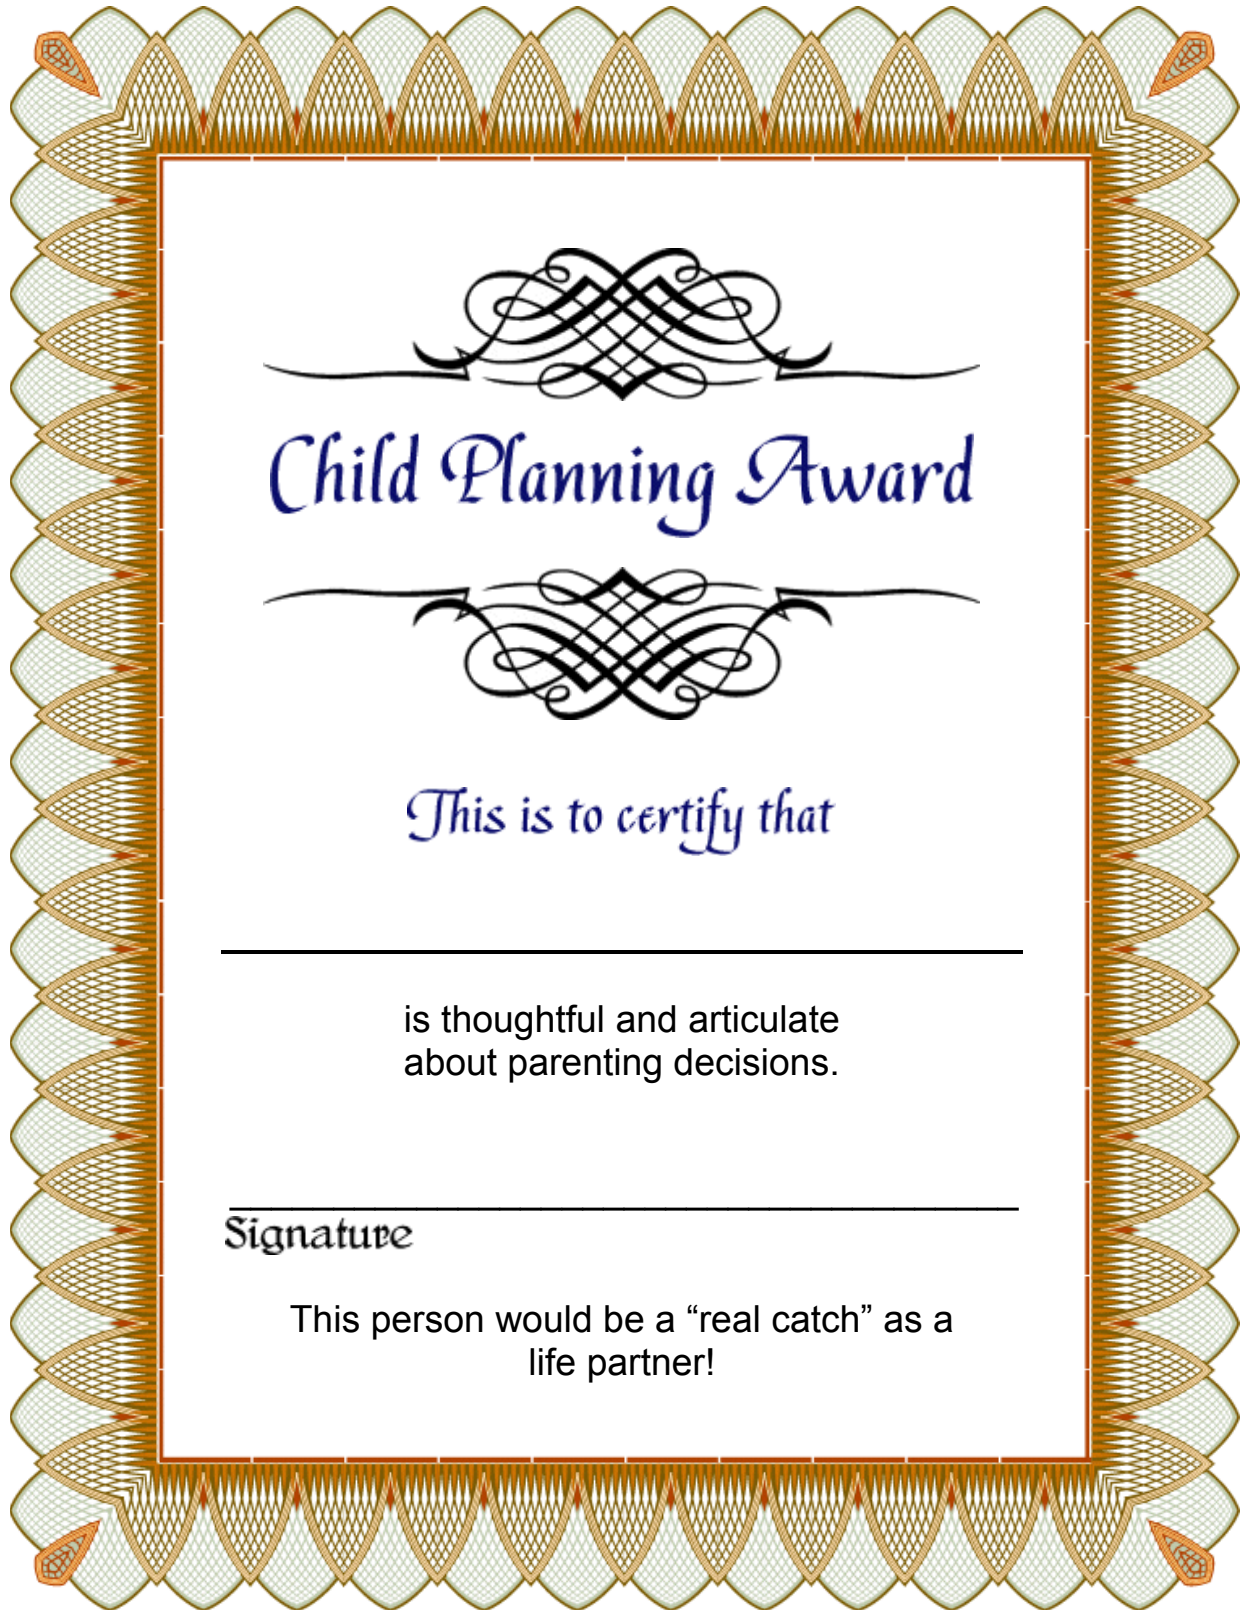 Child Planning Award
This is to certify that
is thoughtful and articulate
about parenting decisions.
Signature
This person would be a “real catch” as a
life partner!